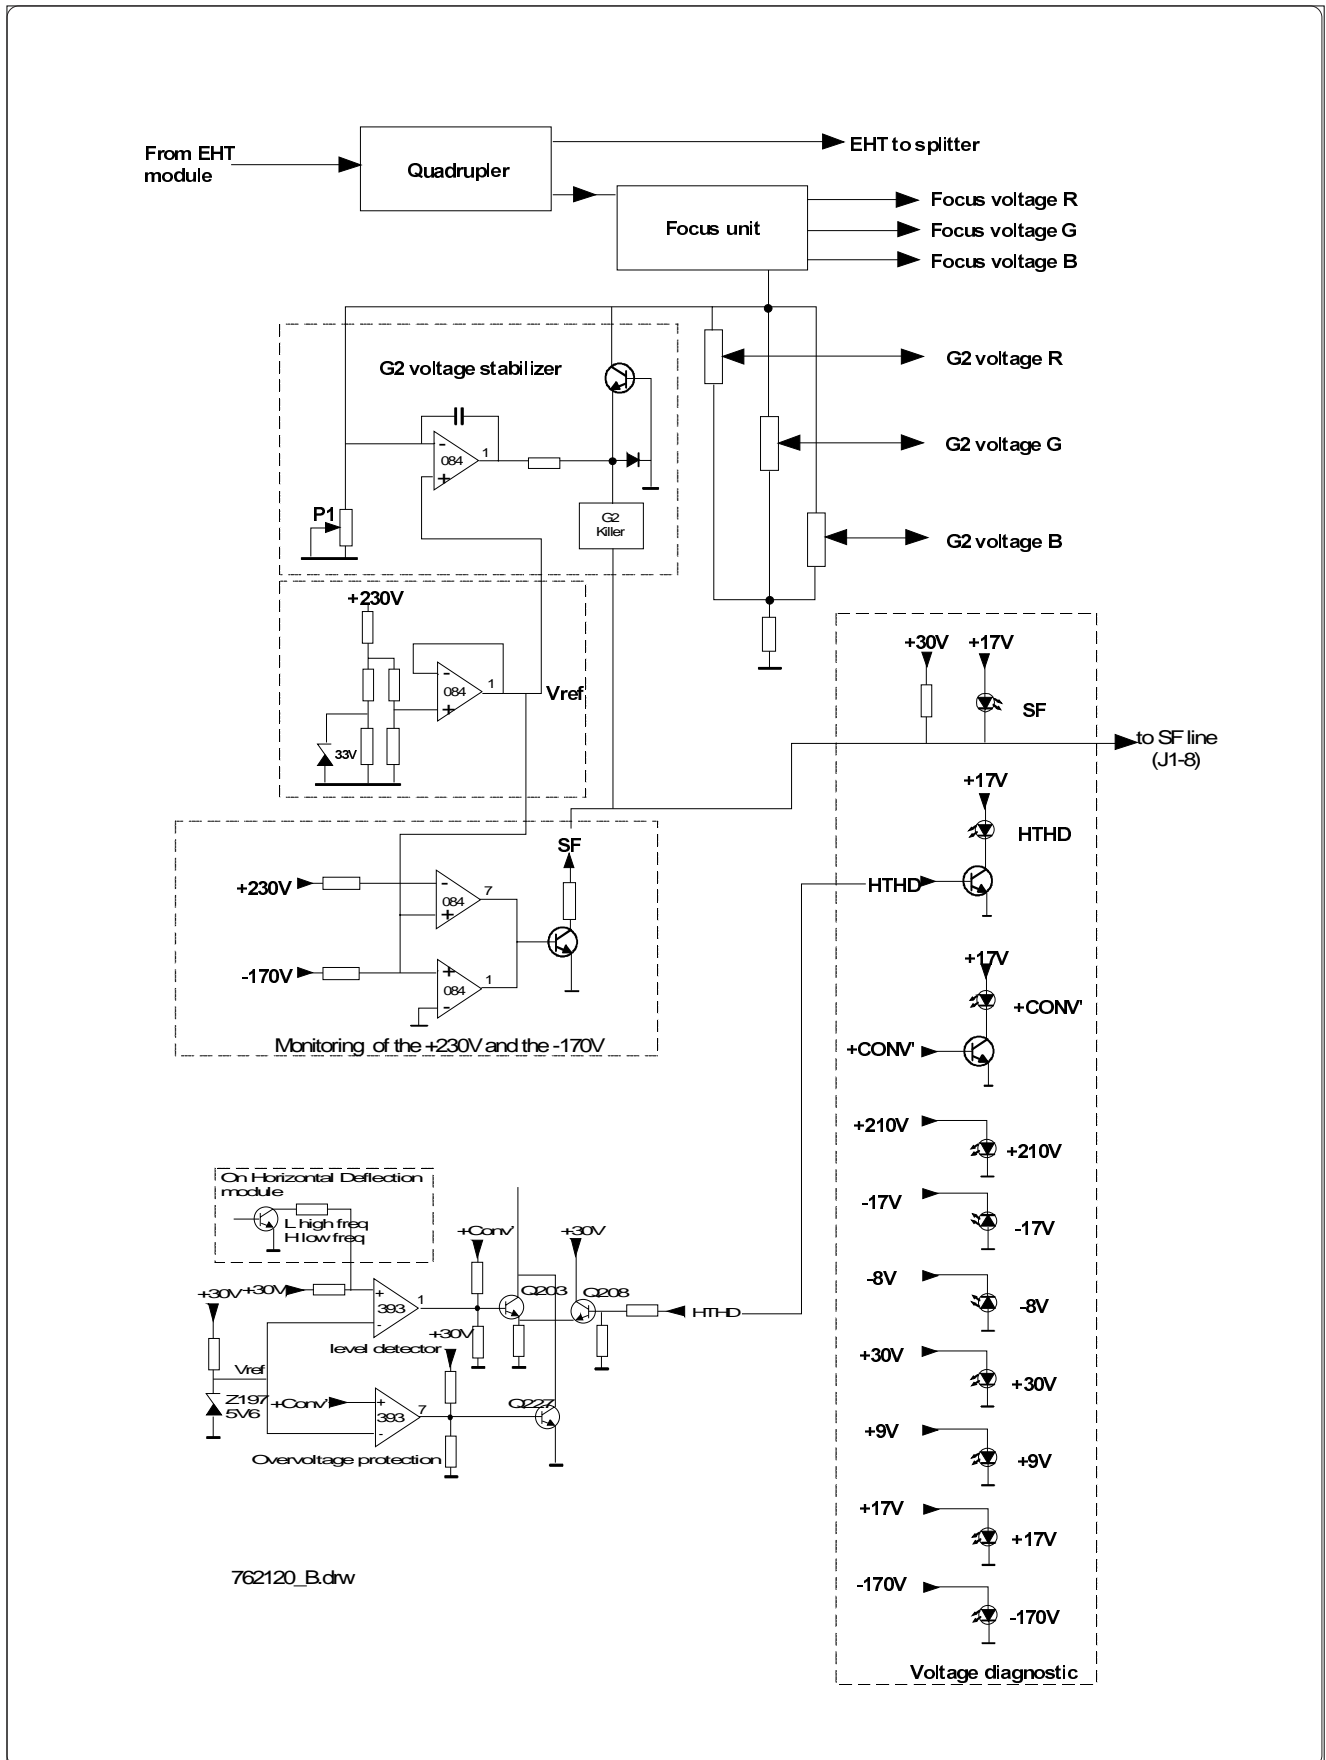 From EHT
module
Quadrupler
EHT to splitter
Focus unit
Focus voltage R
Focus voltage G
Focus voltage B
G2 voltage stabilizer
G2 voltage R
-
084
+
1
G2 voltage G
P1
G2
Killer
G2 voltage B
+230V
-
084
+
1
Vref
33V
+30V
+17V
SF
to SF line
(J1-8)
+17V
HTHD
HTHD
SF
+230V
-
084
+
7
-170V
+
084
-
1
Monitoring of the +230V and the -170V
+17V
+CONV'
+CONV'
+210V
+210V
-17V
-17V
-8V
-8V
+30V
+30V
+9V
+9V
+17V
+17V
-170V
-170V
Voltage diagnostic
On Horizontal Deflection
module
L high freq
H low freq
+Conv'
+30V
+30V
+30V
+
393
-
1
Q203
Q208
HTHD
level detector
+30V
Vref
Z197
5V6
+Conv'
+
393
-
7
Q227
Overvoltage protection
762120_B.drw